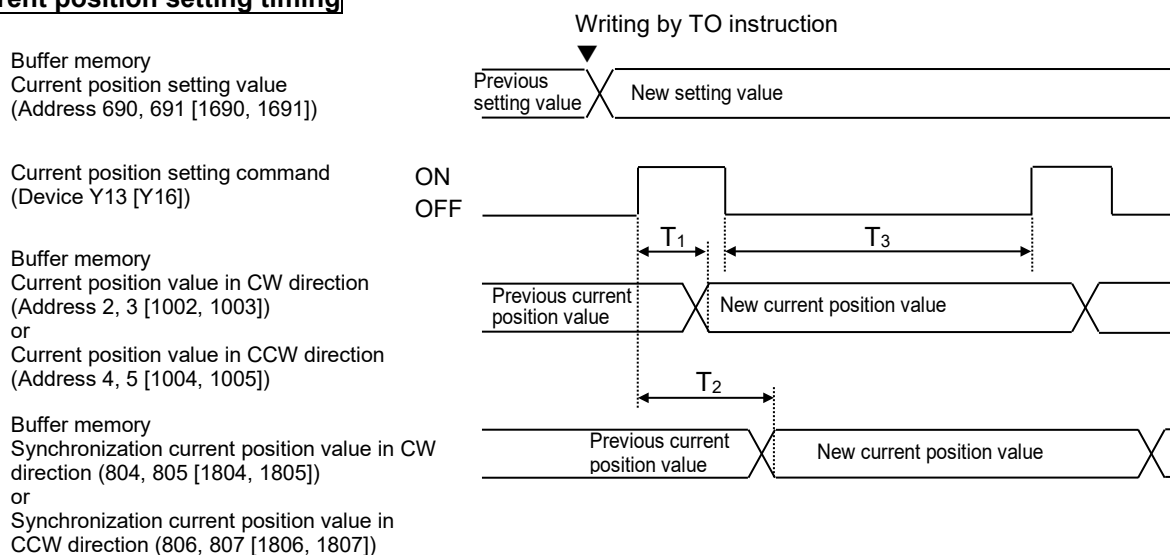 rent position setting timing
Writing by TO instruction
Buffer memory
Current position setting value
(Address 690, 691 [1690, 1691])
Previous
setting value
New setting value
Current position setting command
(Device Y13 [Y16])
ON
OFF
T1
T3
Buffer memory
Current position value in CW direction
(Address 2, 3 [1002, 1003])
or
Current position value in CCW direction
(Address 4, 5 [1004, 1005])
Previous current
position value
New current position value
T2
Buffer memory
Synchronization current position value in CW
direction (804, 805 [1804, 1805])
or
Synchronization current position value in
CCW direction (806, 807 [1806, 1807])
Previous current
position value
New current position value